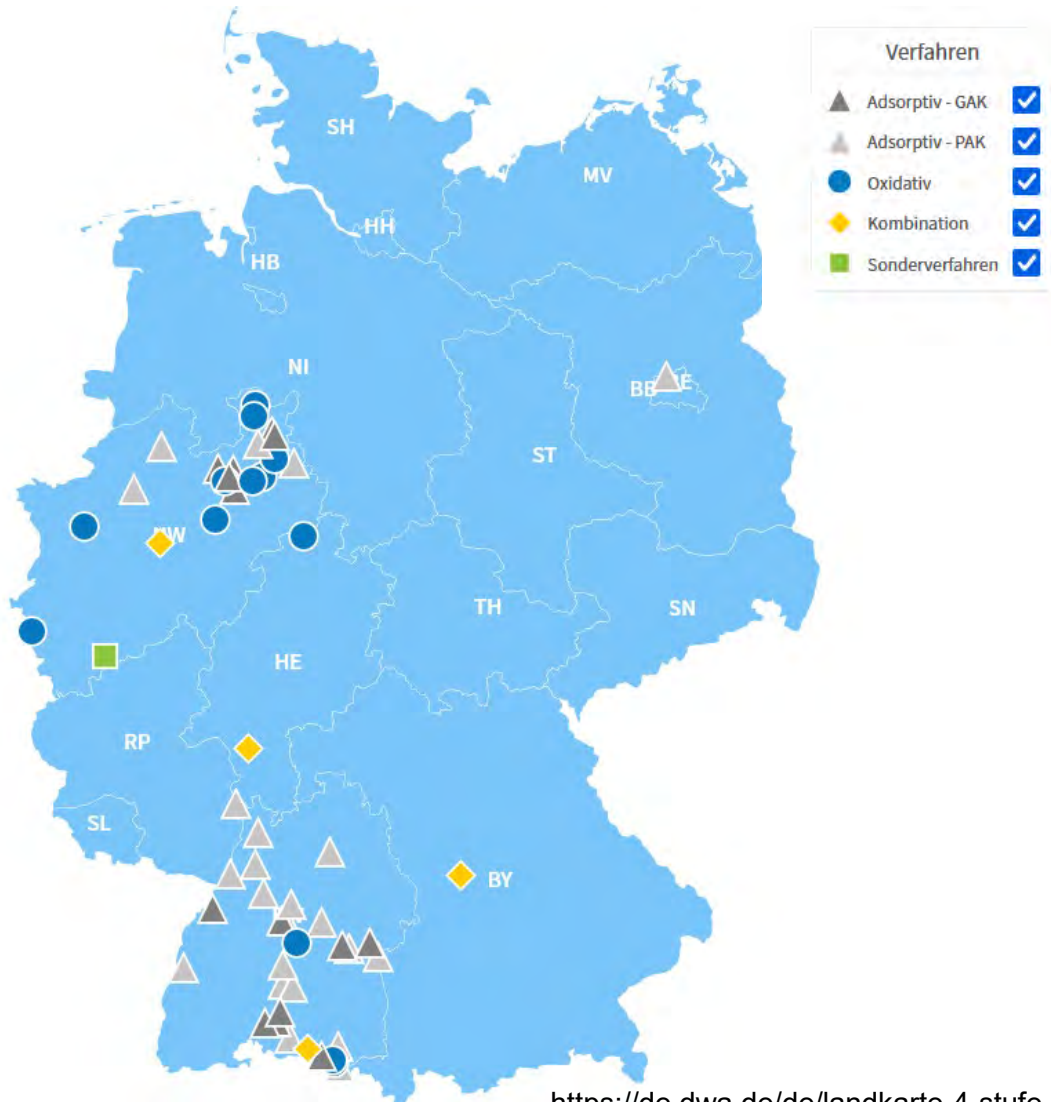 Verfahren
Adsorptiv - GAK
Adsorptiv - PAK
Oxidativ
Kombination
Sonderverfahren
SH
MV
HH
HB
NI
BB
ST
NW
TH
SN
HE
RP
SL
BY
https://de.dwa.de/de/landkarte-4-stufe